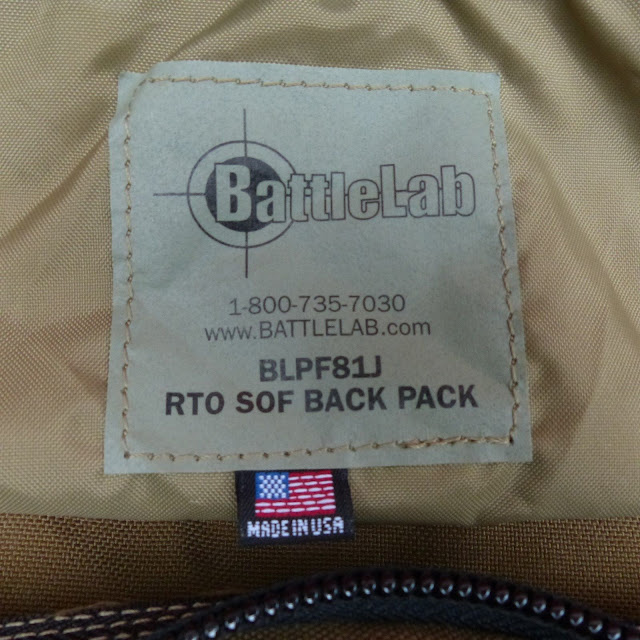 BattleLab
1-800-735-7030
www.BATTLELAB.com
BLPF81J
RTO SOF BACK PACK
MADE IN USA